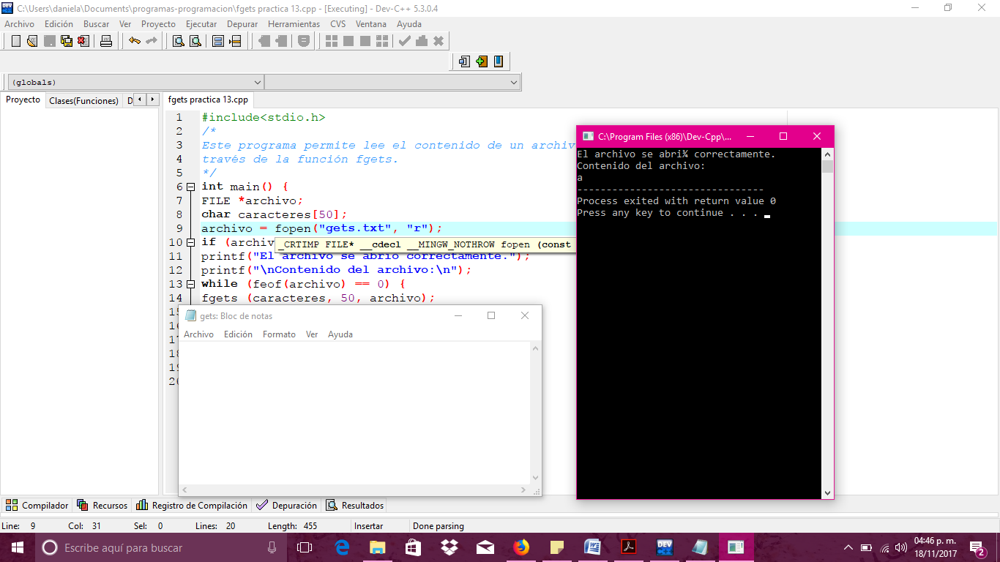 C:\Users\daniela\Documents\programas-programacion\fgets practica 13.cpp - [Executing] - Dev-C++ 5.3.0.4
Archivo Edición Buscar Ver Proyecto Ejecutar Depurar Herramientas CVS Ventana Ayuda
(globals)
Proyecto Clases(Funciones) D
fgets practica 13.cpp
1 #include<stdio.h>
2 /*
3 Este programa permite lee el contenido de un archiv
4 través de la función fgets.
5 */
6 int main() {
7 FILE *archivo;
8 char caracteres[50];
9 archivo = fopen("gets.txt", "r");
10 if (archiv
_CRTIMP FILE* __cdecl __MINGW_NOTHROW fopen (const
11 printf("El archivo se abrió correctamente.");
12 printf("\nContenido del archivo:\n");
13 while (feof(archivo) == 0) {
14 fgets (caracteres, 50, archivo);
gets: Bloc de notas
Archivo Edición Formato Ver Ayuda
C:\Program Files (x86)\Dev-Cpp\...
El archivo se abri% correctamente.
Contenido del archivo:
a
--------------------------------
Process exited with return value 0
Press any key to continue . . .
Compilador Recursos Registro de Compilación Depuración Resultados
Line: 9 Col: 31 Sel: 0 Lines: 20 Length: 455 Insertar Done parsing
Escribe aquí para buscar
04:46 p. m.
18/11/2017
2